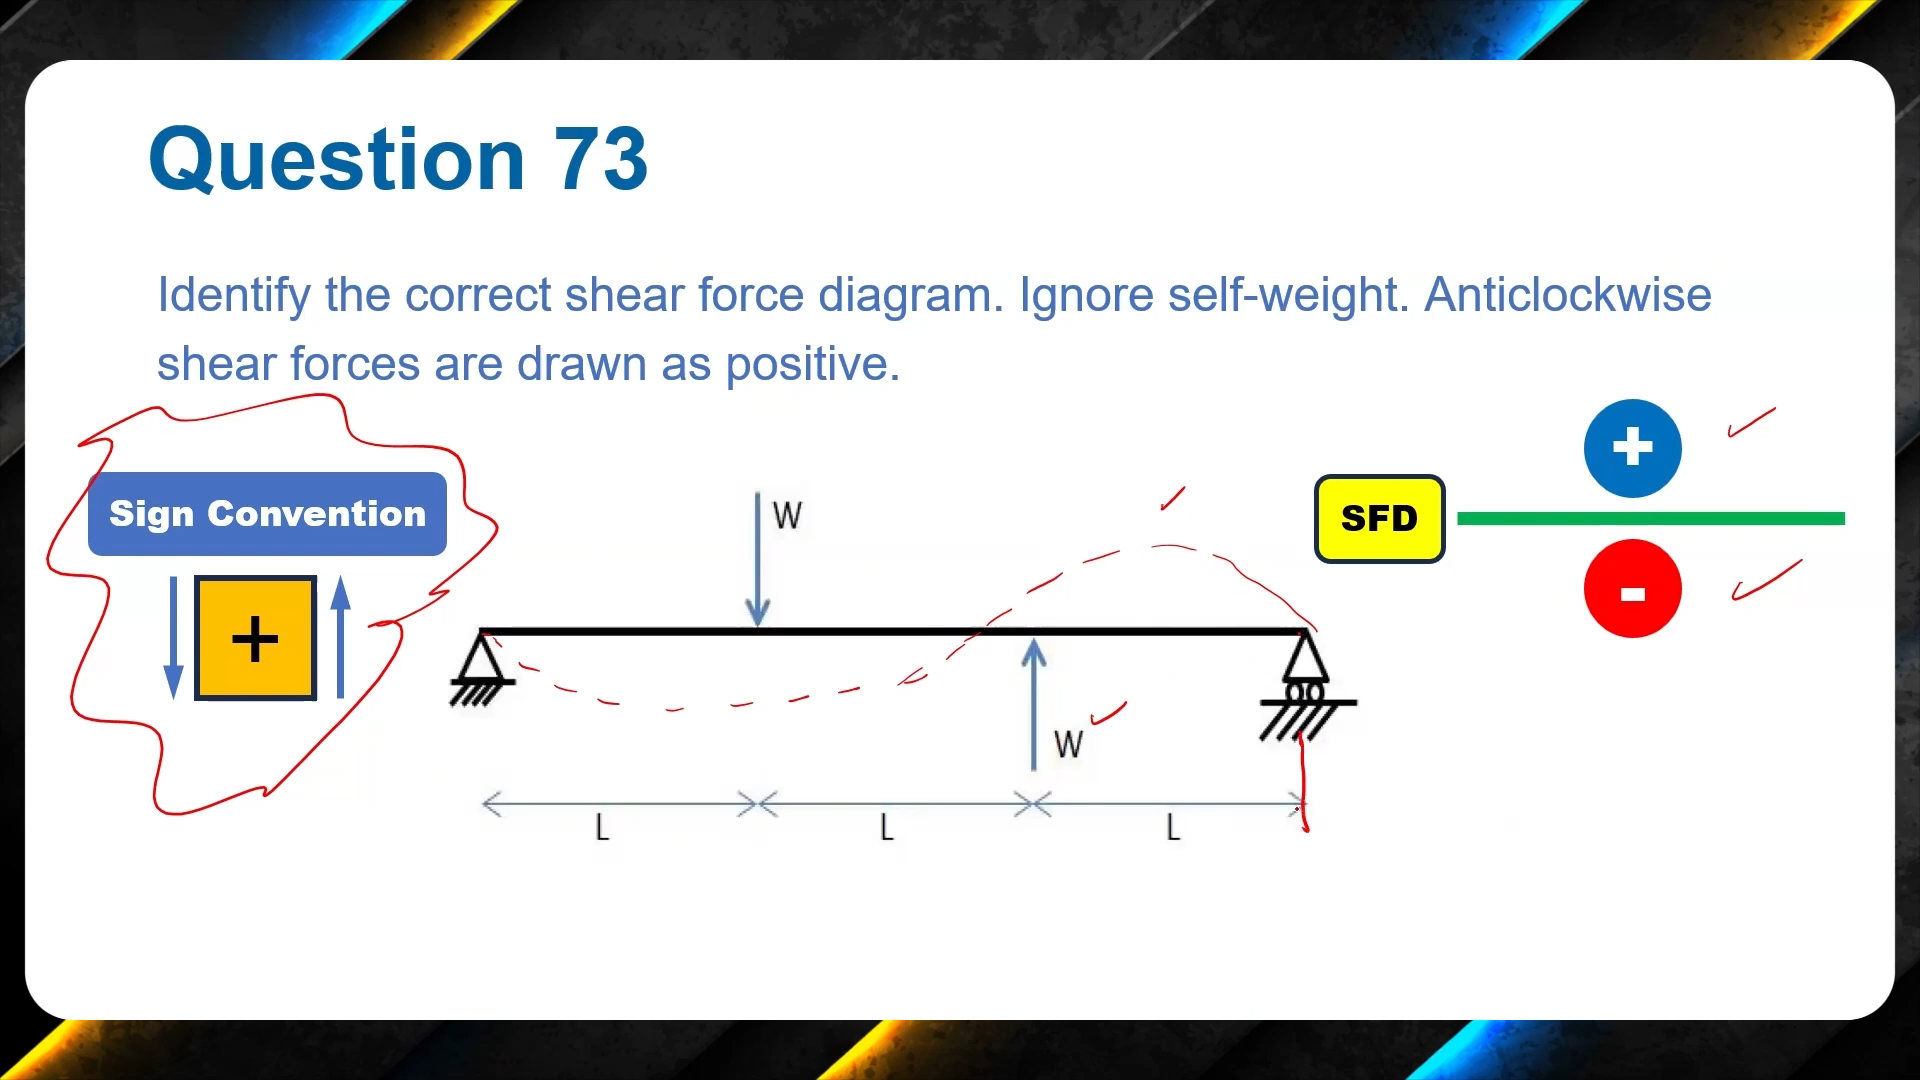 Question 73
Identify the correct shear force diagram. Ignore self-weight. Anticlockwise
shear forces are drawn as positive.
Sign Convention
+
W
SFD
+
-
W
L
L
L